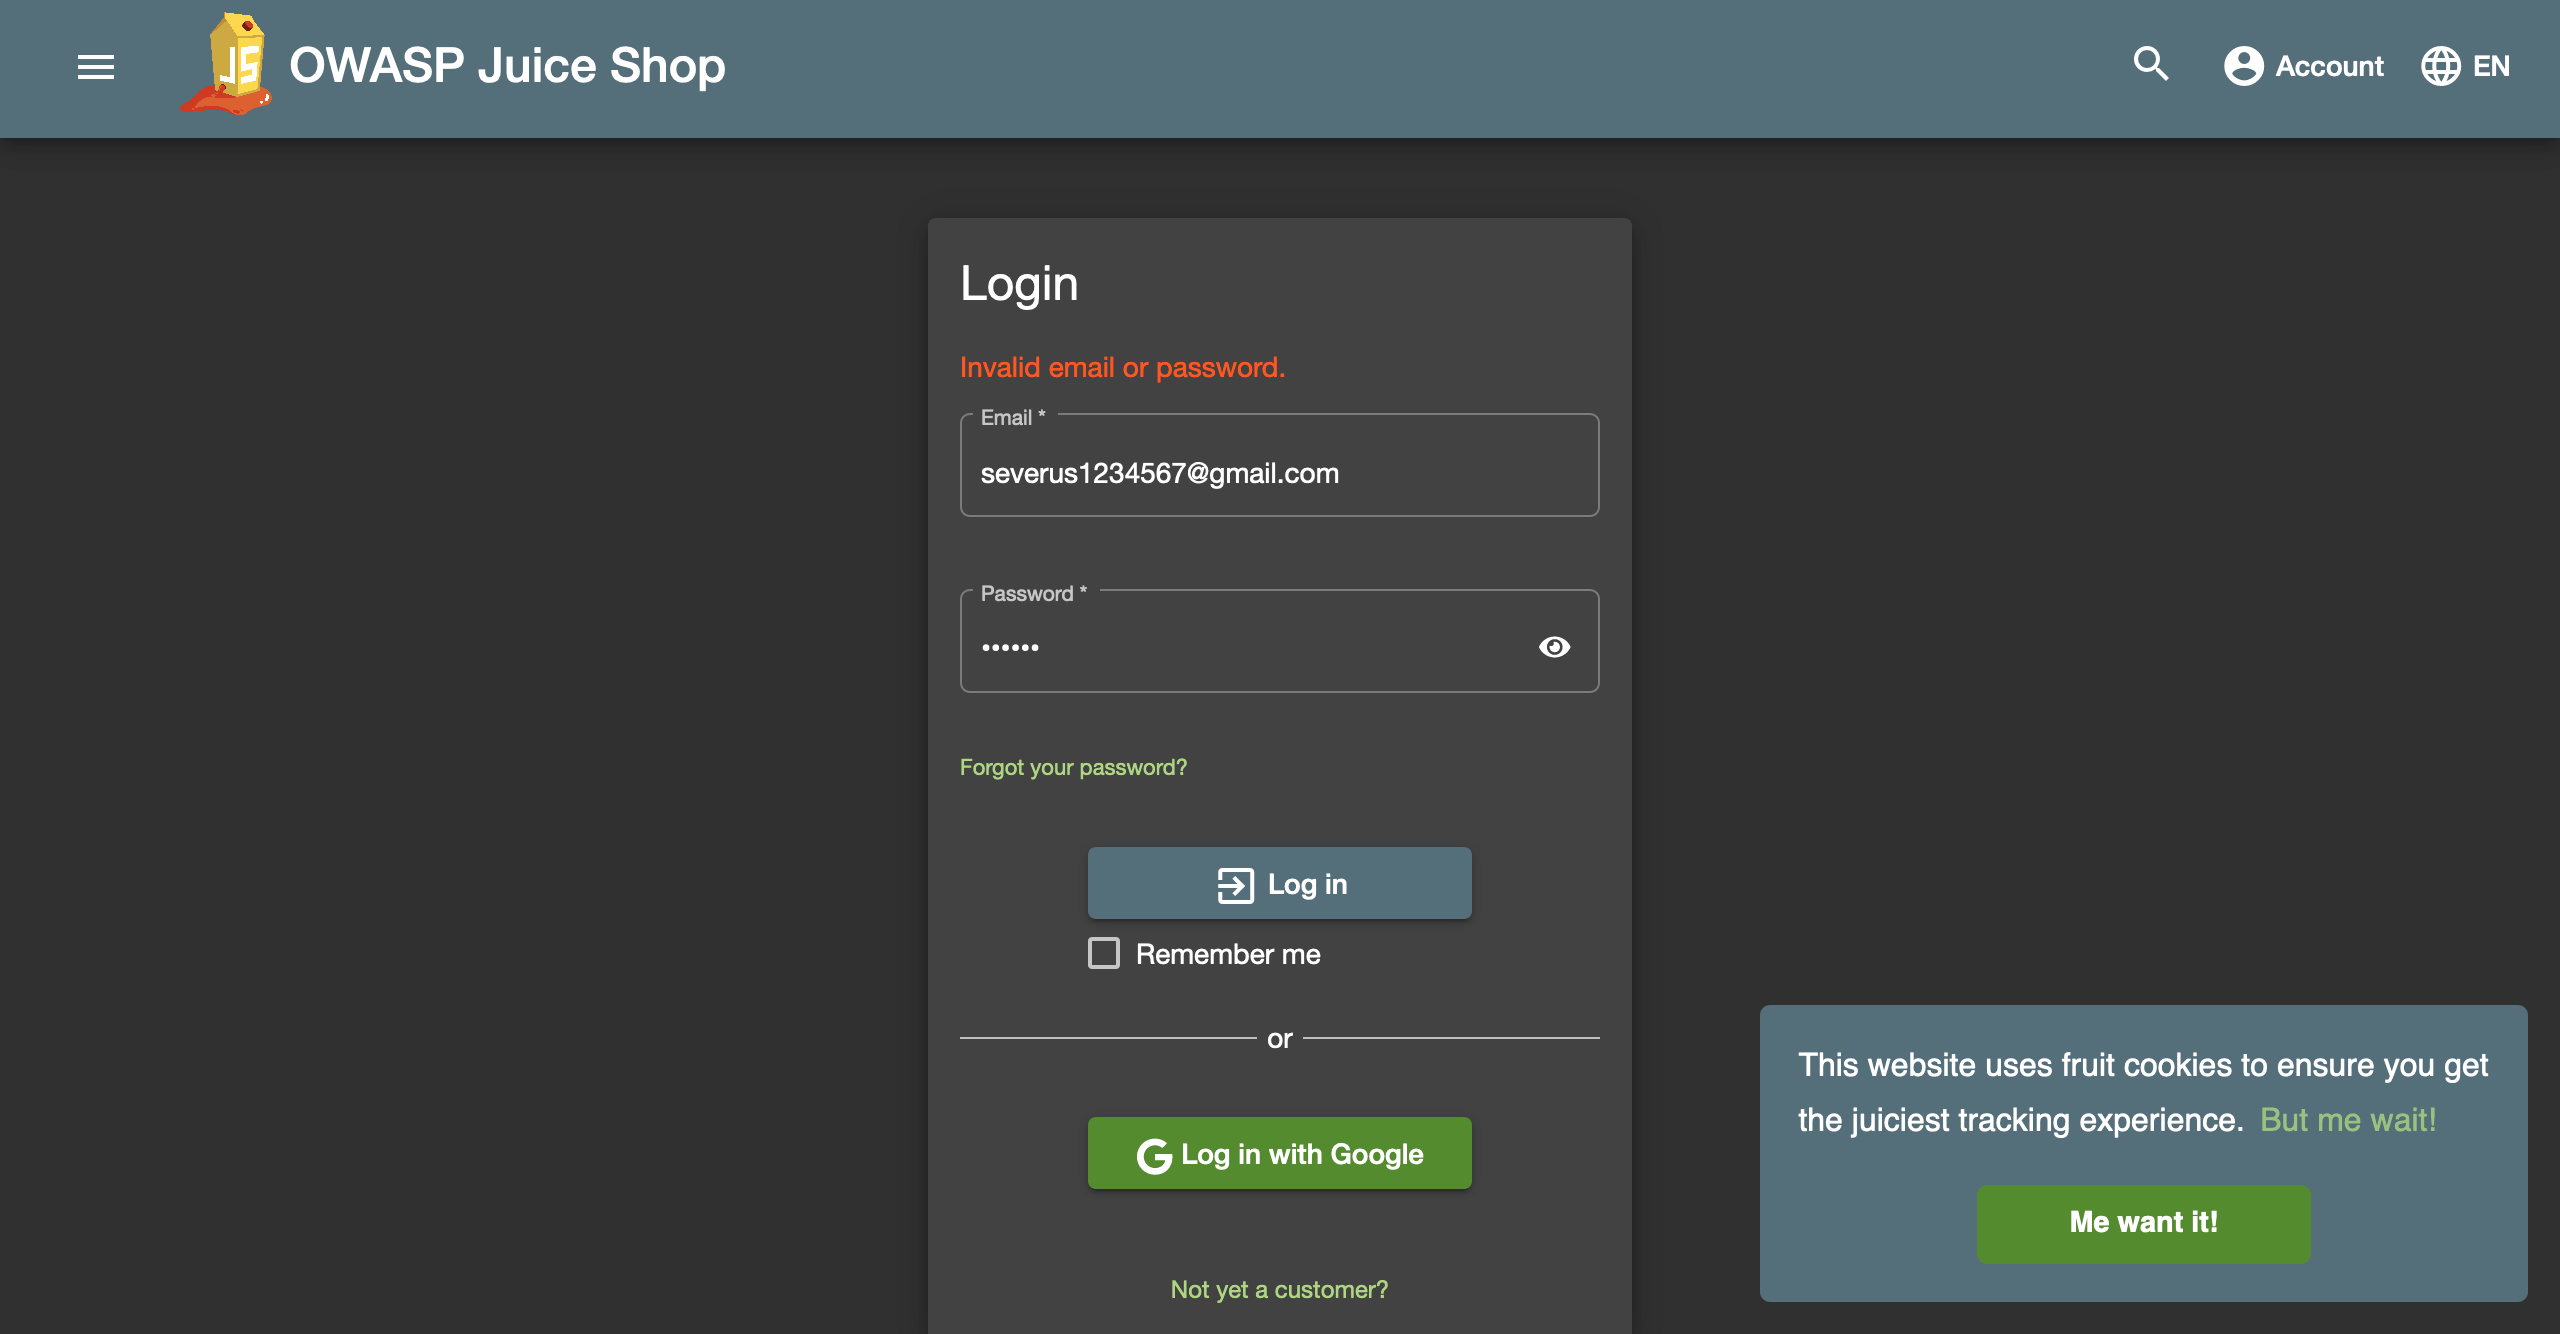 JS
OWASP Juice Shop
Account
EN
Login
Invalid email or password.
Email *
severus1234567@gmail.com
Password *
••••••
Forgot your password?
Log in
Remember me
or
G Log in with Google
Not yet a customer?
This website uses fruit cookies to ensure you get
the juiciest tracking experience. But me wait!
Me want it!